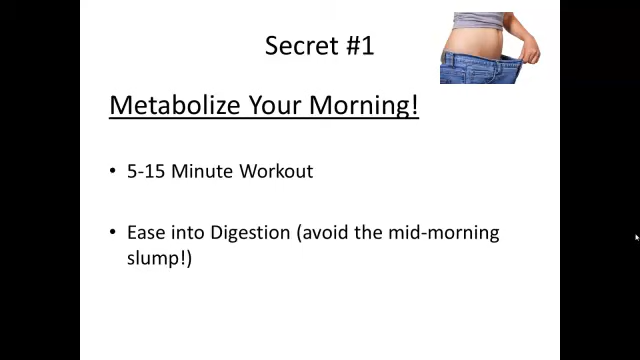 Secret #1
Metabolize Your Morning!
• 5-15 Minute Workout
• Ease into Digestion (avoid the mid-morning
slump!)